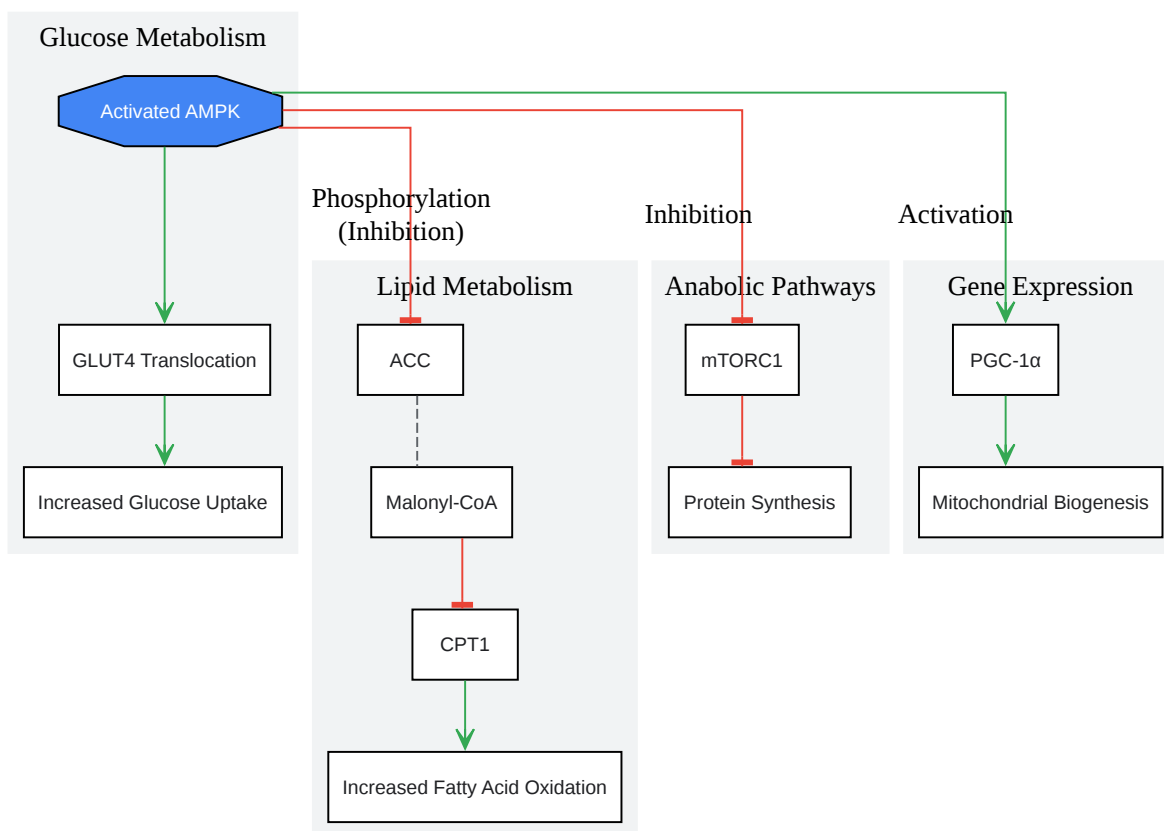 Glucose Metabolism
Activated AMPK
Phosphorylation
(Inhibition)
Inhibition
Activation
Lipid Metabolism
Anabolic Pathways
Gene Expression
GLUT4 Translocation
ACC
mTORC1
PGC-1α
Increased Glucose Uptake
Malonyl-CoA
Protein Synthesis
Mitochondrial Biogenesis
CPT1
Increased Fatty Acid Oxidation